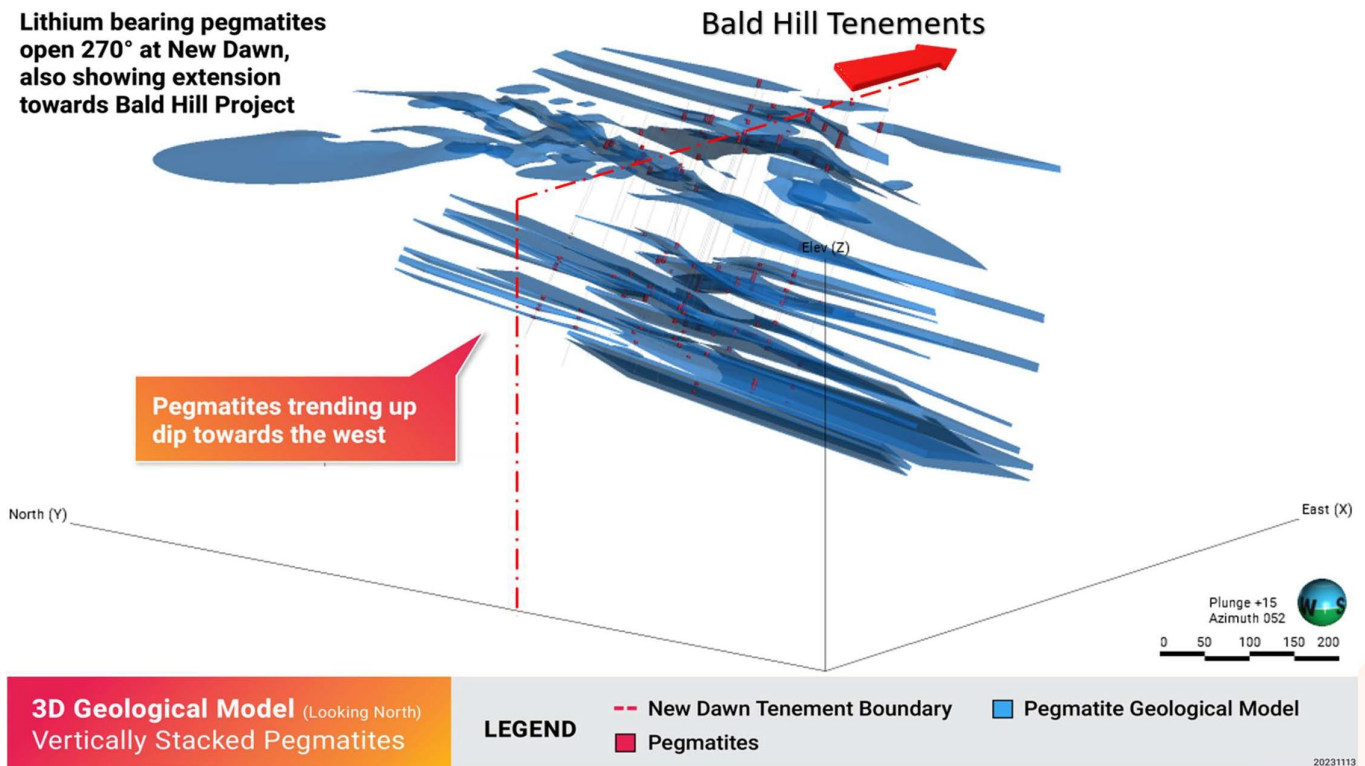 Lithium bearing pegmatites
open 270° at New Dawn,
also showing extension
towards Bald Hill Project
Bald Hill Tenements
Elev (Z)
Pegmatites trending up
dip towards the west
North (Y)
East (X)
Plunge +15
Azimuth 052
W S
0 50 100 150 200
3D Geological Model (Looking North)
Vertically Stacked Pegmatites
LEGEND
New Dawn Tenement Boundary
Pegmatite Geological Model
Pegmatites
20231113